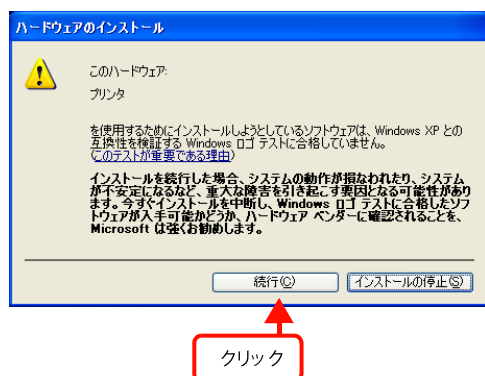 ハードウェアのインストール
このハードウェア:
プリンタ
を使用するためにインストールしようとしているソフトウェアは、Windows XP との
互換性を検証する Windows ロゴ テストに合格していません。
(このテストが重要である理由)
インストールを続行した場合、システムの動作が損なわれたり、システム
が不安定になるなど、重大な障害を引き起こす要因となる可能性があり
ます。今すぐインストールを中断し、Windows ロゴ テストに合格したソフ
トウェアが入手可能かどうか、ハードウェア ベンダーに確認されることを、
Microsoft は強くお勧めします。
続行(C)
インストールの停止(S)
クリック